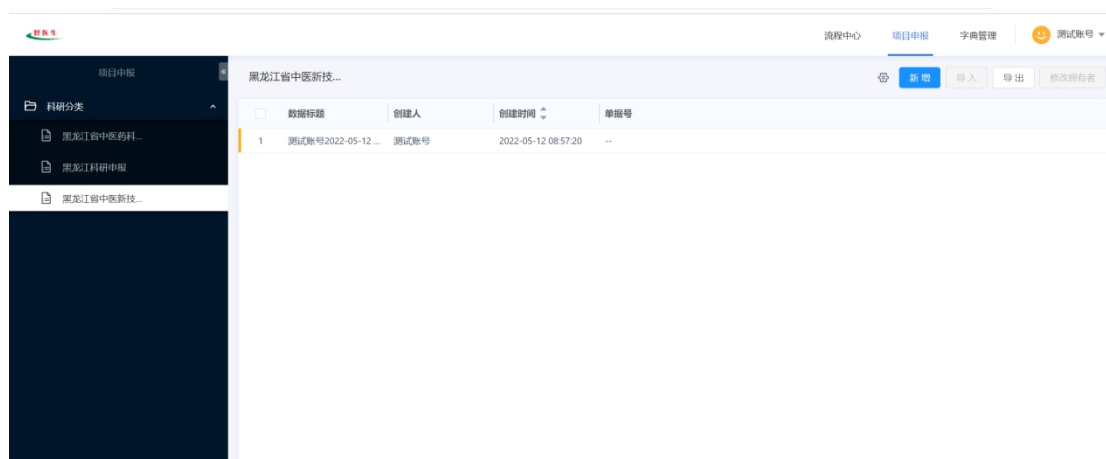 好医生
流程中心 项目申报 字典管理 测试账号
项目申报
黑龙江省中医新技...
新增 导入 导出 修改拥有者
科研分类
数据标题 创建人 创建时间 单据号
黑龙江省中医药科...
1 测试账号2022-05-12 ... 测试账号 2022-05-12 08:57:20 --
黑龙江科研申报
黑龙江省中医新技...